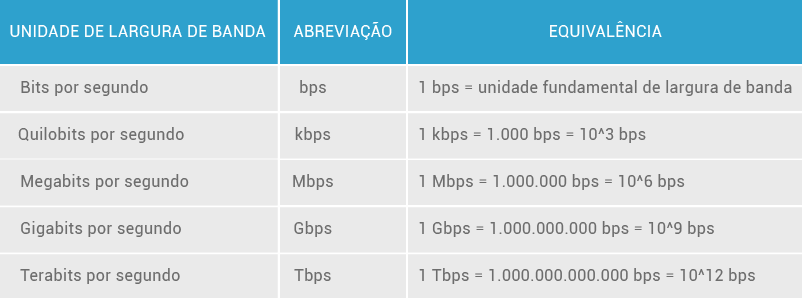 UNIDADE DE LARGURA DE BANDA ABREVIAÇÃO EQUIVALÊNCIA
Bits por segundo bps 1 bps = unidade fundamental de largura de banda
Quilobits por segundo kbps 1 kbps = 1.000 bps = 10^3 bps
Megabits por segundo Mbps 1 Mbps = 1.000.000 bps = 10^6 bps
Gigabits por segundo Gbps 1 Gbps = 1.000.000.000 bps = 10^9 bps
Terabits por segundo Tbps 1 Tbps = 1.000.000.000.000 bps = 10^12 bps